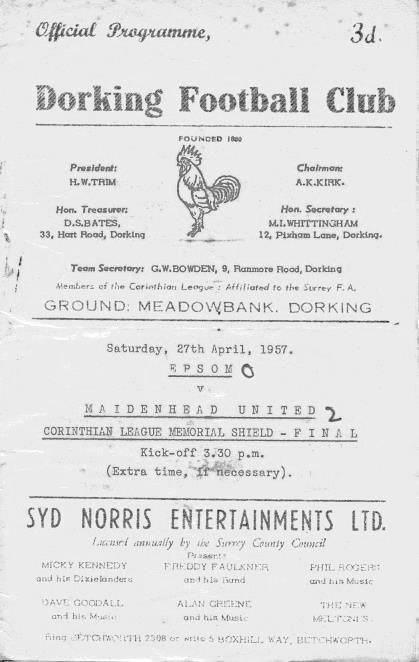 Official Programme,
3d.
Dorking Football Club
FOUNDED 1880
President:
H.W.TRIM
Chairman:
A.K.KIRK.
Hon. Treasurer:
D.S.BATES,
33, Hart Road, Dorking
Hon. Secretary :
M.I.WHITTINGHAM
12, Pixham Lane, Dorking.
Team Secretary: G.W.BOWDEN, 9, Ranmore Road, Dorking
Members of the Corinthian League : Affiliated to the Surrey F.A.
GROUND: MEADOWBANK. DORKING
Saturday, 27th April, 1957.
EPSOM 0
v
MAIDENHEAD UNITED 2
CORINTHIAN LEAGUE MEMORIAL SHIELD - FINAL
Kick-off 3.30 p.m.
(Extra time, if necessary).
SYD NORRIS ENTERTAINMENTS LTD.
Licensed annually by the Surrey County Council
Presents
MICKY KENNEDY
and his Dixielanders
FREDDY FAULKNER
and his Band
PHIL ROGERS
and his Music
DAVE GOODALL
and his Music
ALAN GREENE
and his Music
THE NEW
MELTONES.
Ring BETCHWORTH 2398 or write 5 BOXHILL WAY, BETCHWORTH.